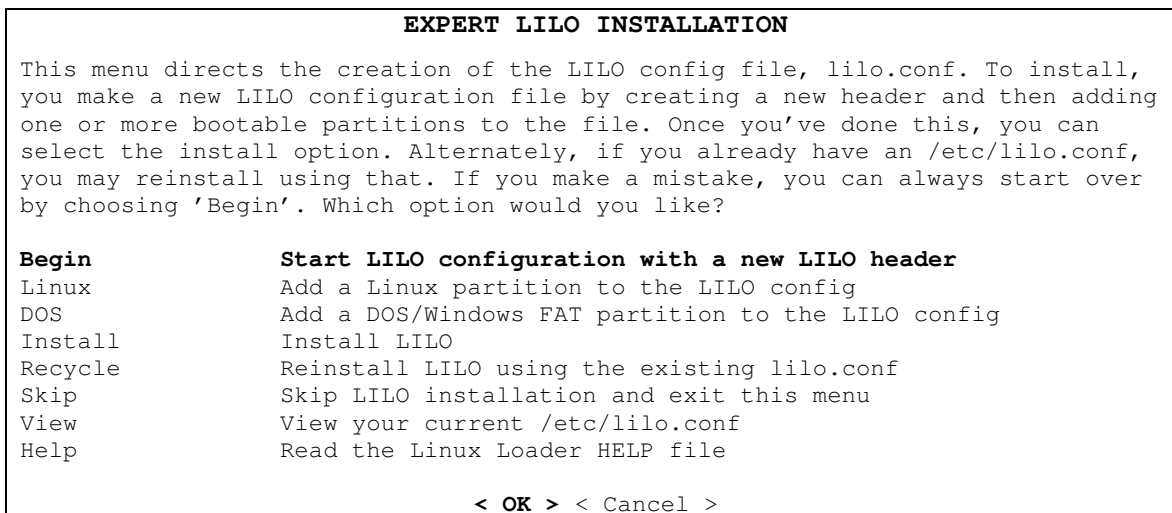 EXPERT LILO INSTALLATION
This menu directs the creation of the LILO config file, lilo.conf. To install,
you make a new LILO configuration file by creating a new header and then adding
one or more bootable partitions to the file. Once you’ve done this, you can
select the install option. Alternately, if you already have an /etc/lilo.conf,
you may reinstall using that. If you make a mistake, you can always start over
by choosing ’Begin’. Which option would you like?
Begin Start LILO configuration with a new LILO header
Linux Add a Linux partition to the LILO config
DOS Add a DOS/Windows FAT partition to the LILO config
Install Install LILO
Recycle Reinstall LILO using the existing lilo.conf
Skip Skip LILO installation and exit this menu
View View your current /etc/lilo.conf
Help Read the Linux Loader HELP file
< OK > < Cancel >